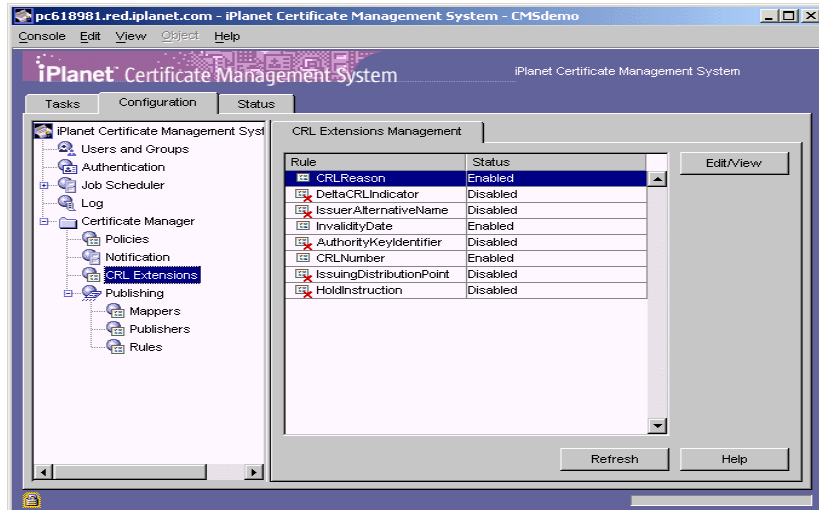 pc618981.red.iplanet.com - iPlanet Certificate Management System - CMSdemo
Console Edit View Object Help
iPlanet™ Certificate Management System
iPlanet Certificate Management System
Tasks Configuration Status
iPlanet Certificate Management Syst
Users and Groups
Authentication
Job Scheduler
Log
Certificate Manager
Policies
Notification
CRL Extensions
Publishing
Mappers
Publishers
Rules
CRL Extensions Management
Rule Status
CRLReason Enabled
DeltaCRLIndicator Disabled
IssuerAlternativeName Disabled
InvalidityDate Enabled
AuthorityKeyIdentifier Disabled
CRLNumber Enabled
IssuingDistributionPoint Disabled
HoldInstruction Disabled
Edit/View
Refresh Help